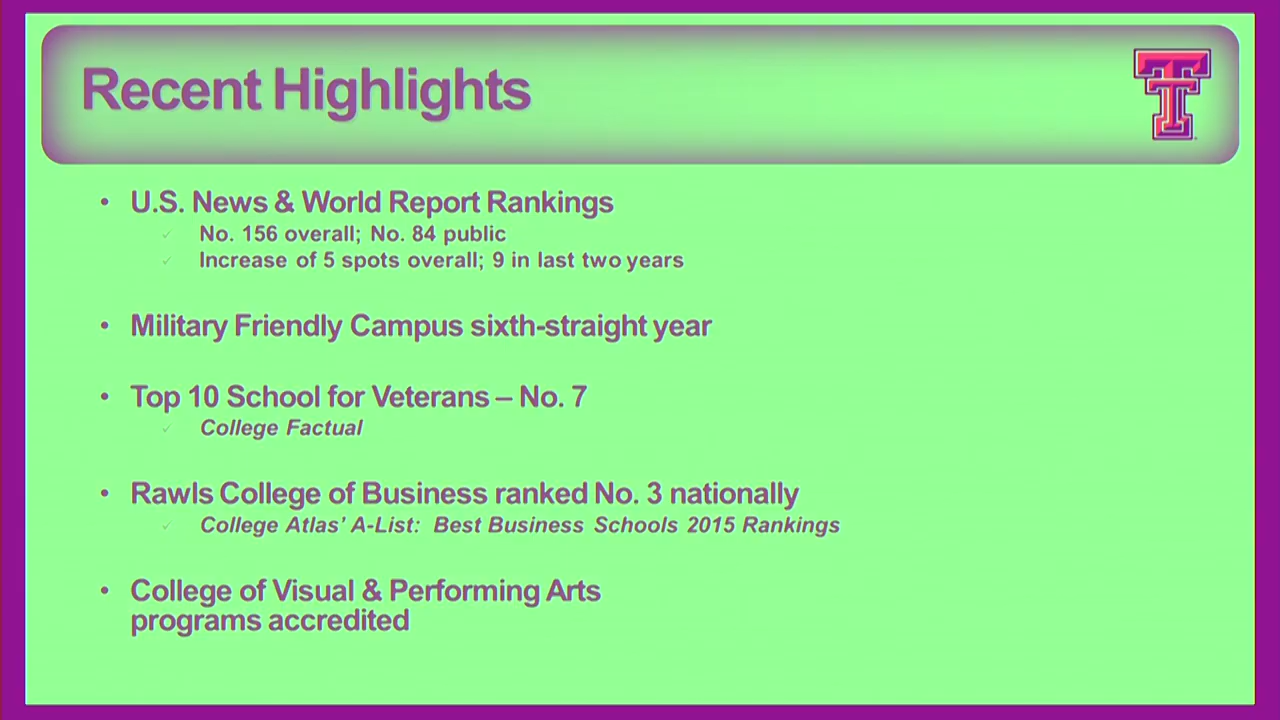 Recent Highlights
• U.S. News & World Report Rankings
✓ No. 156 overall; No. 84 public
✓ Increase of 5 spots overall; 9 in last two years
• Military Friendly Campus sixth-straight year
• Top 10 School for Veterans – No. 7
✓ College Factual
• Rawls College of Business ranked No. 3 nationally
✓ College Atlas’ A-List: Best Business Schools 2015 Rankings
• College of Visual & Performing Arts
programs accredited